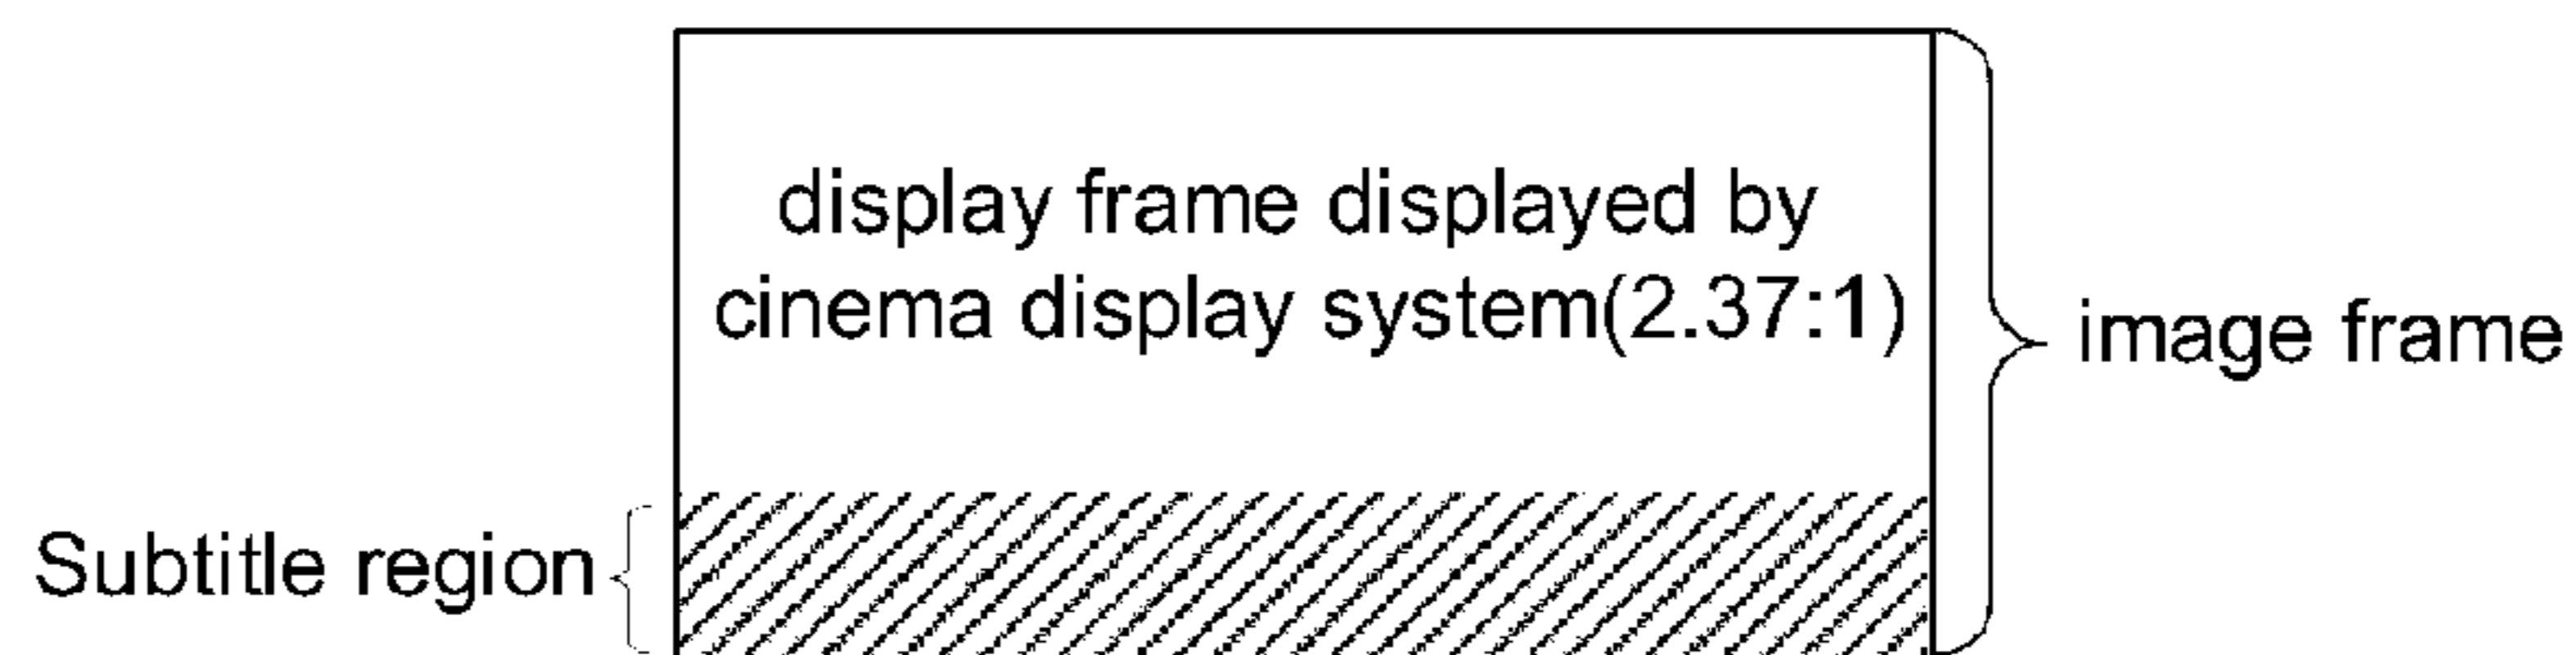 display frame displayed by
cinema display system(2.37:1)
image frame
Subtitle region